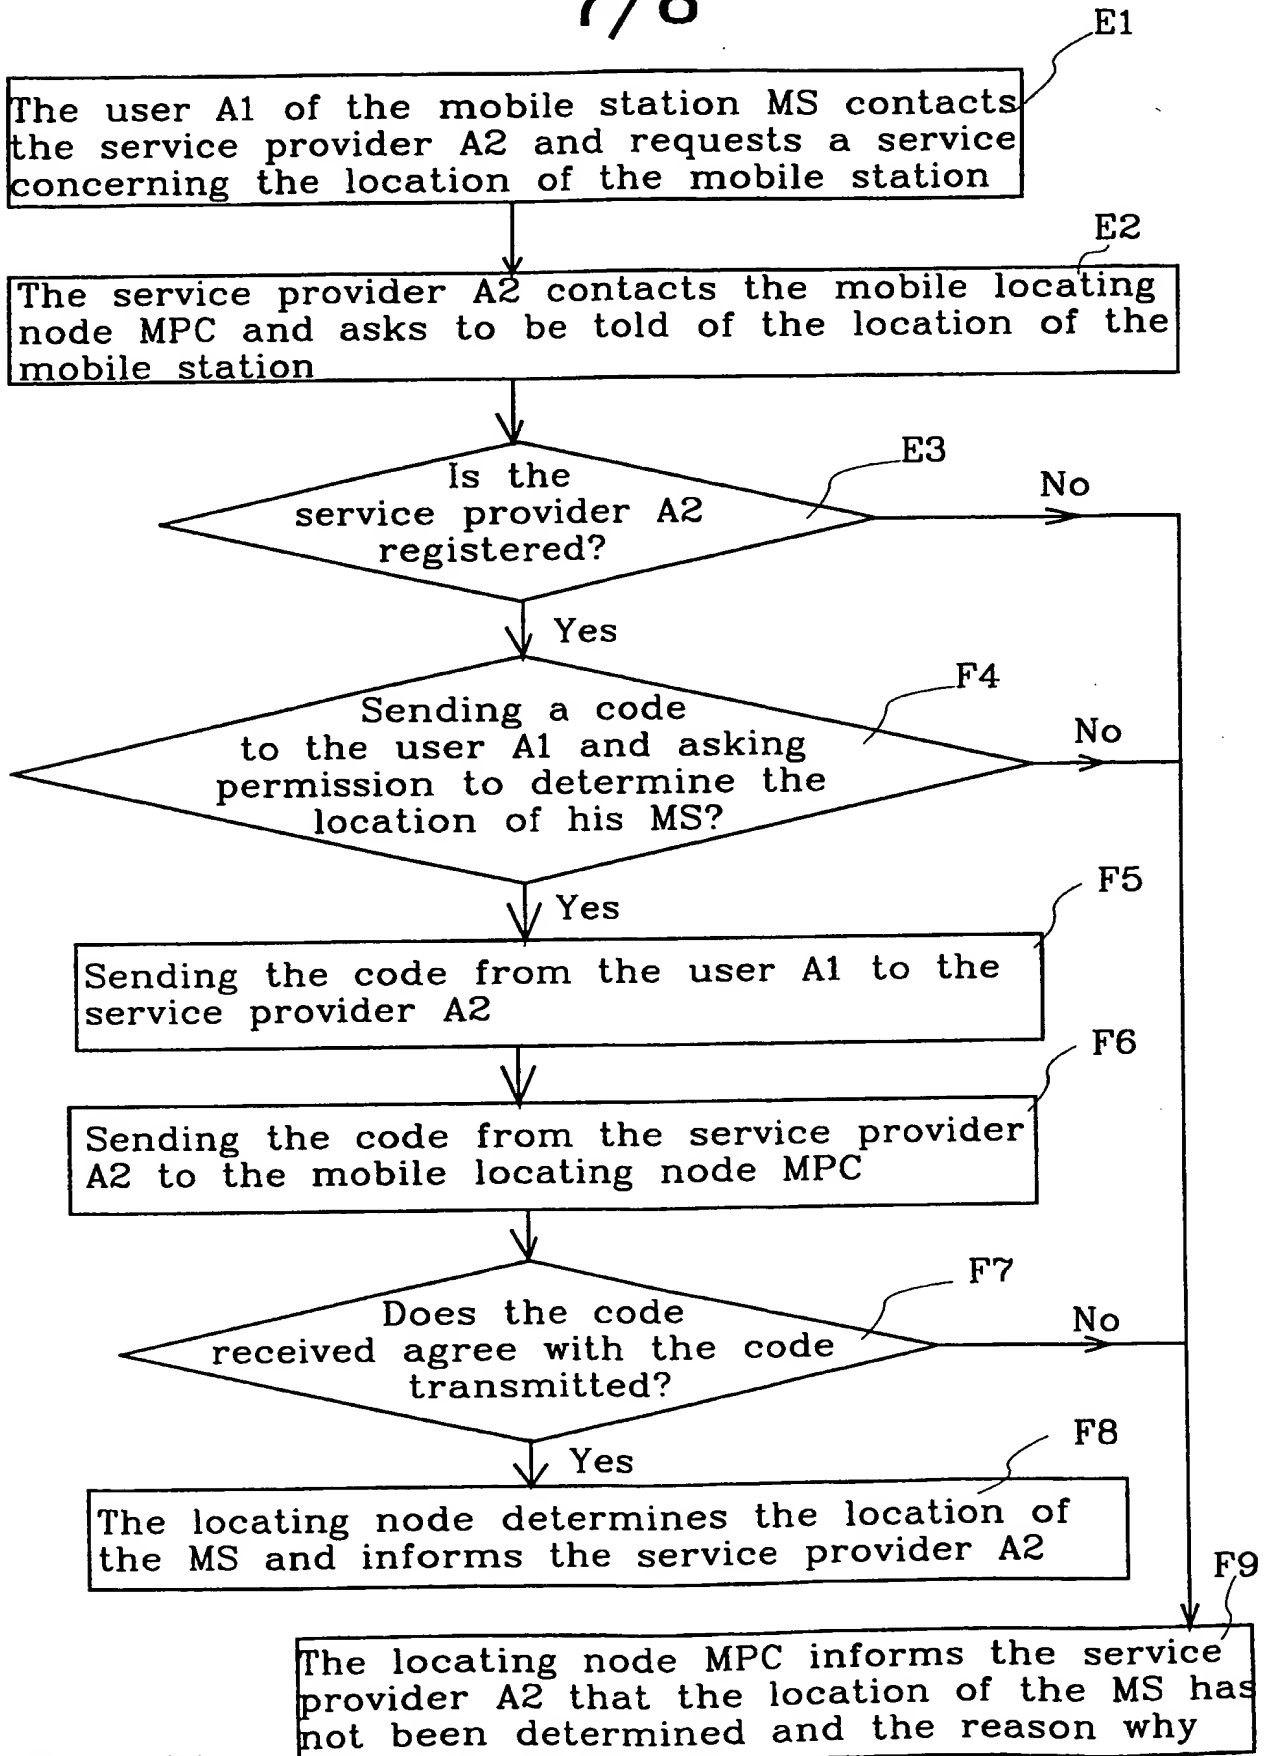 E1
The user A1 of the mobile station MS contacts
the service provider A2 and requests a service
concerning the location of the mobile station
E2
The service provider A2 contacts the mobile locating
node MPC and asks to be told of the location of the
mobile station
E3
Is the
service provider A2
registered?
No
Yes
F4
Sending a code
to the user A1 and asking
permission to determine the
location of his MS?
No
Yes
F5
Sending the code from the user A1 to the
service provider A2
F6
Sending the code from the service provider
A2 to the mobile locating node MPC
F7
Does the code
received agree with the code
transmitted?
No
Yes
F8
The locating node determines the location of
the MS and informs the service provider A2
F9
The locating node MPC informs the service
provider A2 that the location of the MS has
not been determined and the reason why